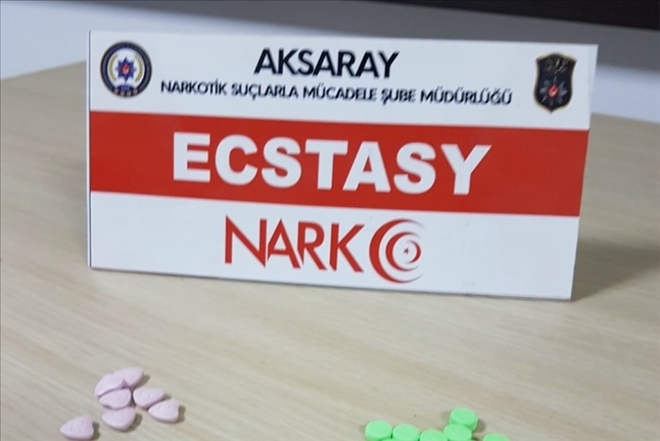 AKSARAY
NARKOTİK SUÇLARLA MÜCADELE ŞUBE MÜDÜRLÜĞÜ
ECSTASY
NARKO